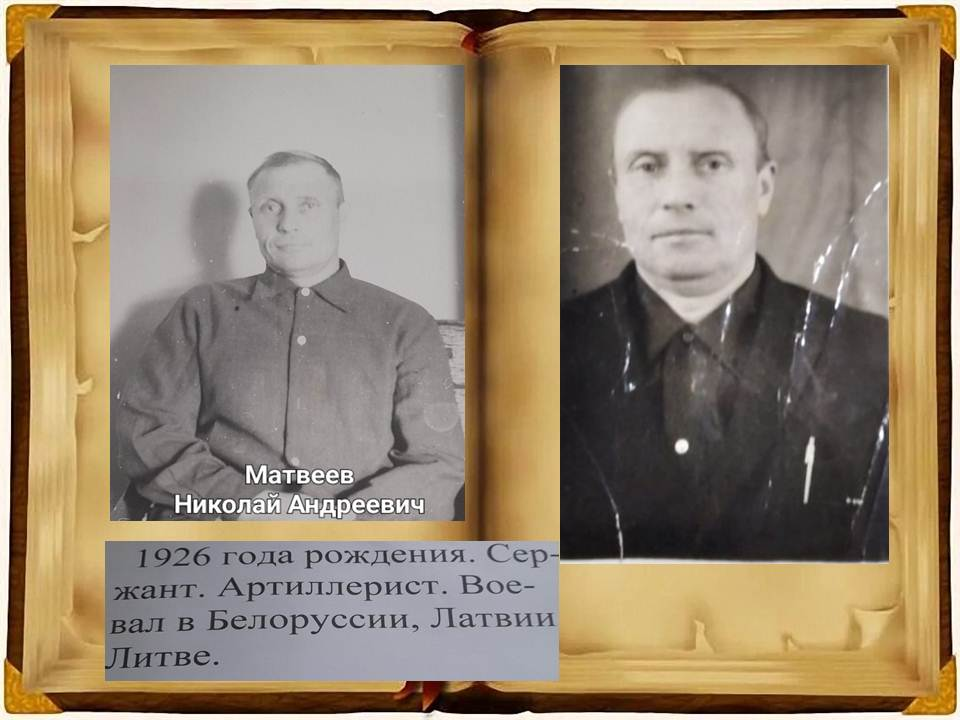 Матвеев
Николай Андреевич
1926 года рождения. Сер-
жант. Артиллерист. Вое-
вал в Белоруссии, Латвии
Литве.